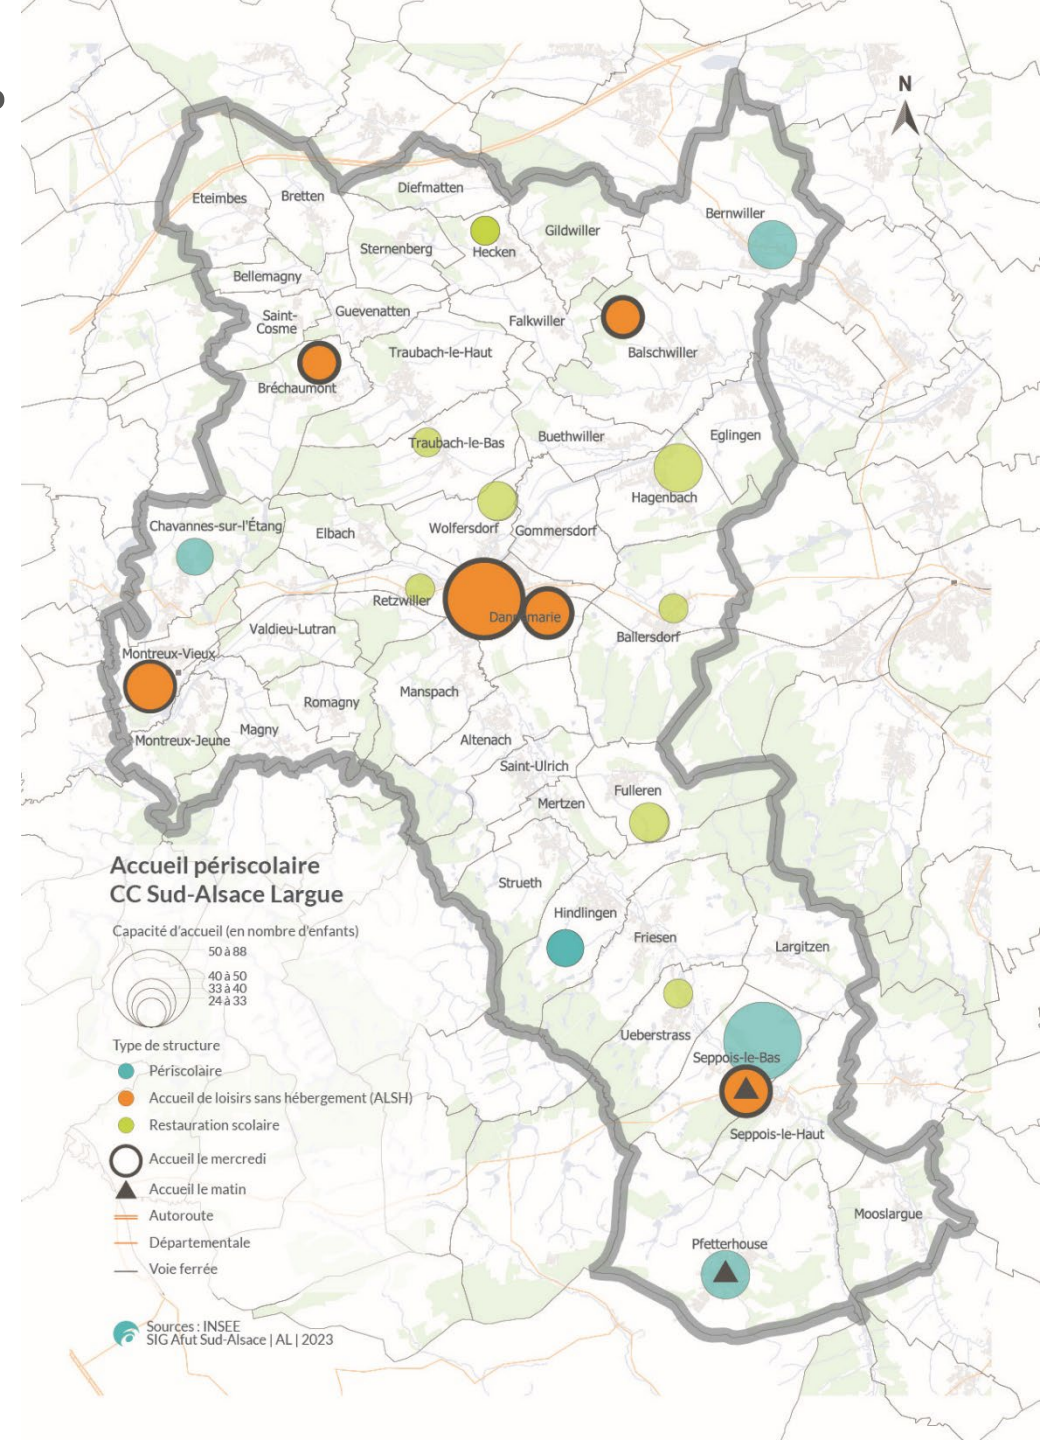 N
Diefmatten
Eteimbes
Bretten
Bernwiller
Gildwiller
Sternenberg
Hecken
Bellemagny
Saint-
Cosme
Guevenatten
Falkwiller
Traubach-le-Haut
Balschwiller
Bréchaumont
Traubach-le-Bas
Buethwiller
Eglingen
Hagenbach
Chavannes-sur-l'Étang
Elbach
Wolfersdorf
Gommersdorf
Retzwiller
Dannemarie
Ballersdorf
Valdieu-Lutran
Montreux-Vieux
Manspach
Romagny
Magny
Montreux-Jeune
Altenach
Saint-Ulrich
Fulleren
Mertzen
Strueth
Hindlingen
Friesen
Largitzen
Ueberstrass
Seppois-le-Bas
Seppois-le-Haut
Mooslargue
Pfetterhouse
Accueil périscolaire
CC Sud-Alsace Largue
Capacité d'accueil (en nombre d'enfants)
50 à 88
40 à 50
33 à 40
24 à 33
Type de structure
Périscolaire
Accueil de loisirs sans hébergement (ALSH)
Restauration scolaire
Accueil le mercredi
Accueil le matin
Autoroute
Départementale
Voie ferrée
Sources : INSEE
SIG Afut Sud-Alsace | AL | 2023